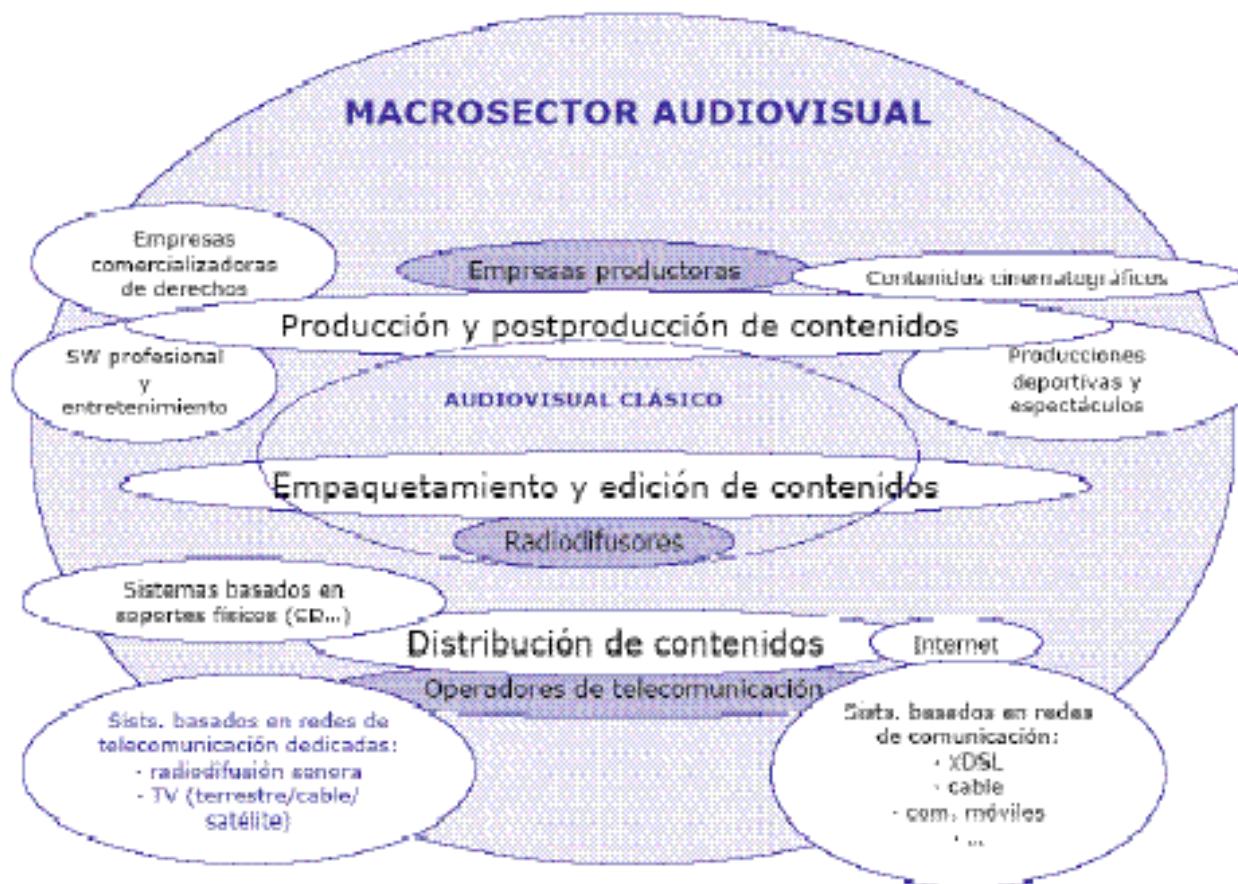 MACROSECTOR AUDIOVISUAL
Empresas
comercializadoras
de derechos
Empresas productoras
Contenidos cinematográficos
Producción y postproducción de contenidos
SW profesional
y
entretenimiento
Producciones
deportivas y
espectáculos
AUDIOVISUAL CLÁSICO
Empaquetamiento y edición de contenidos
Radiodifusores
Sistemas basados en
soportes físicos (CD...)
Distribución de contenidos
Internet
Operadores de telecomunicación
Sists. basados en redes de
telecomunicación dedicadas:
- radiodifusión sonora
- TV (terrestre/cable/
satélite)
Sists. basados en redes
de comunicación:
· xDSL
· cable
· com. móviles
· ...